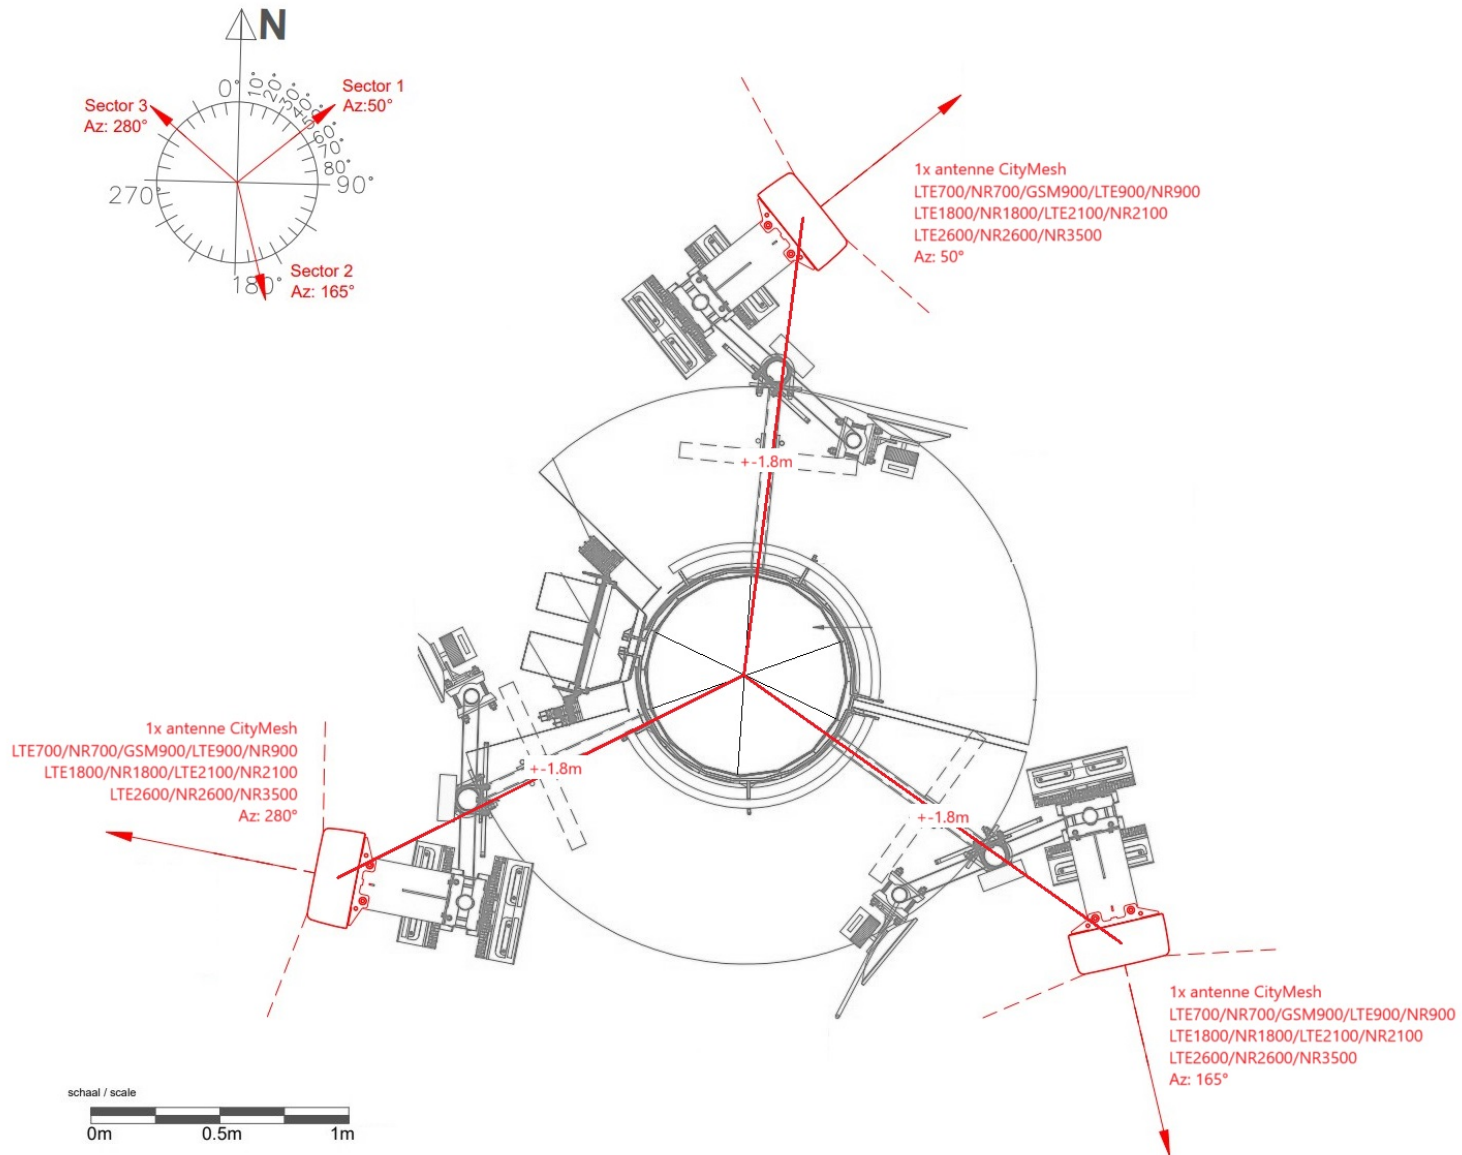 N
0°
10°
20°
30°
40°
50°
60°
70°
80°
90°
180°
270°
Sector 1
Az:50°
Sector 3
Az: 280°
Sector 2
Az: 165°
1x antenne CityMesh
LTE700/NR700/GSM900/LTE900/NR900
LTE1800/NR1800/LTE2100/NR2100
LTE2600/NR2600/NR3500
Az: 50°
+-1.8m
1x antenne CityMesh
LTE700/NR700/GSM900/LTE900/NR900
LTE1800/NR1800/LTE2100/NR2100
LTE2600/NR2600/NR3500
Az: 280°
+-1.8m
+-1.8m
1x antenne CityMesh
LTE700/NR700/GSM900/LTE900/NR900
LTE1800/NR1800/LTE2100/NR2100
LTE2600/NR2600/NR3500
Az: 165°
schaal / scale
0m 0.5m 1m